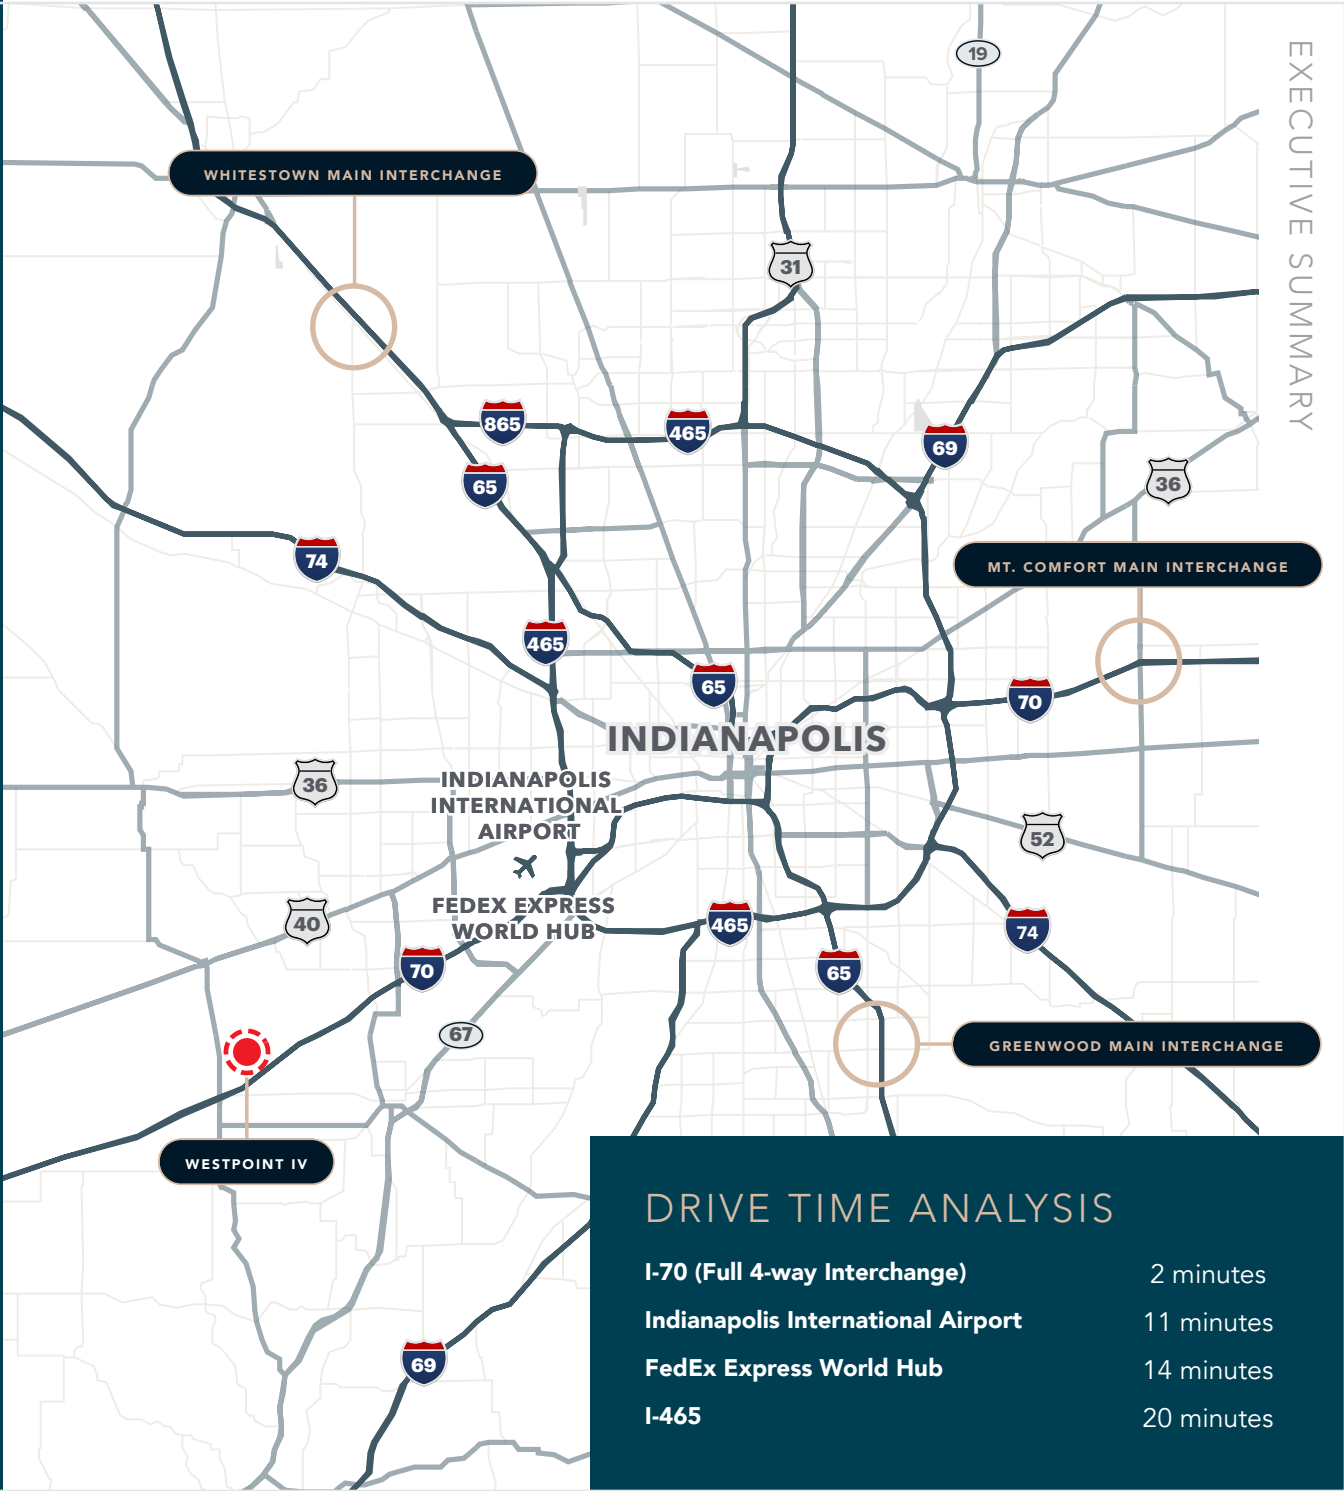 EXECUTIVE SUMMARY
19
WHITESTOWN MAIN INTERCHANGE
31
865
465
69
65
36
74
MT. COMFORT MAIN INTERCHANGE
465
65
70
INDIANAPOLIS
36
INDIANAPOLIS
INTERNATIONAL
AIRPORT
52
FEDEX EXPRESS
WORLD HUB
40
465
74
70
65
67
GREENWOOD MAIN INTERCHANGE
WESTPOINT IV
69
DRIVE TIME ANALYSIS
I-70 (Full 4-way Interchange) 2 minutes
Indianapolis International Airport 11 minutes
FedEx Express World Hub 14 minutes
I-465 20 minutes